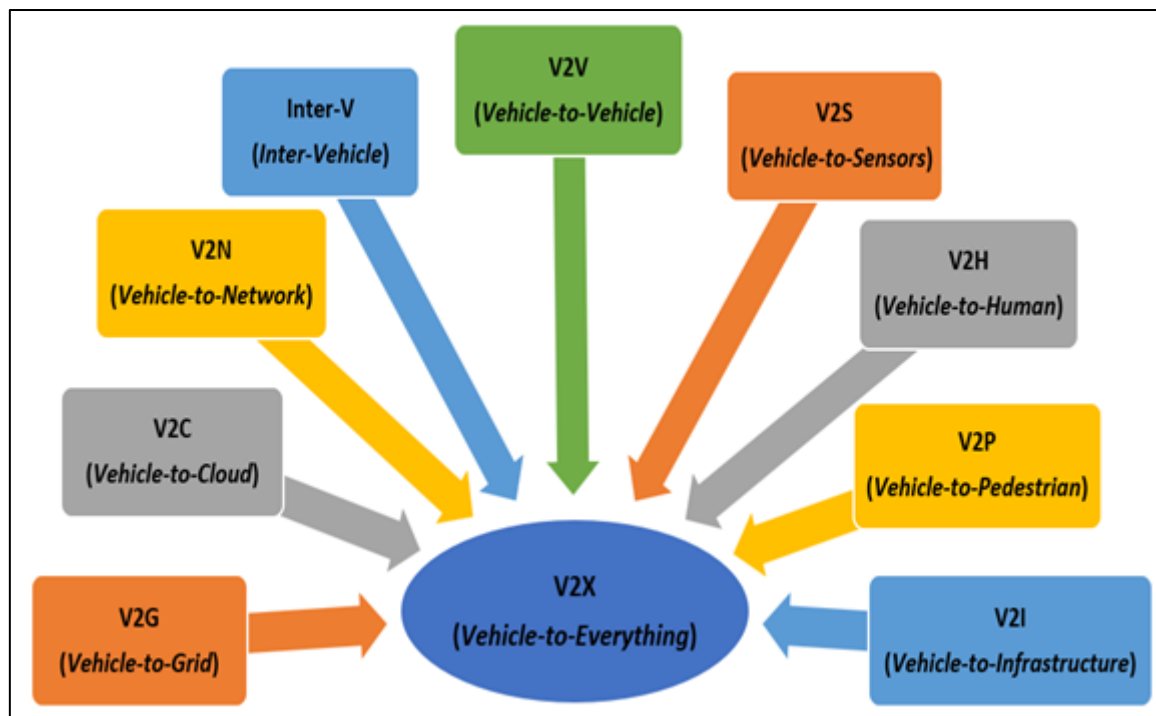 V2V
(Vehicle-to-Vehicle)
Inter-V
(Inter-Vehicle)
V2S
(Vehicle-to-Sensors)
V2N
(Vehicle-to-Network)
V2H
(Vehicle-to-Human)
V2C
(Vehicle-to-Cloud)
V2P
(Vehicle-to-Pedestrian)
V2G
(Vehicle-to-Grid)
V2X
(Vehicle-to-Everything)
V2I
(Vehicle-to-Infrastructure)